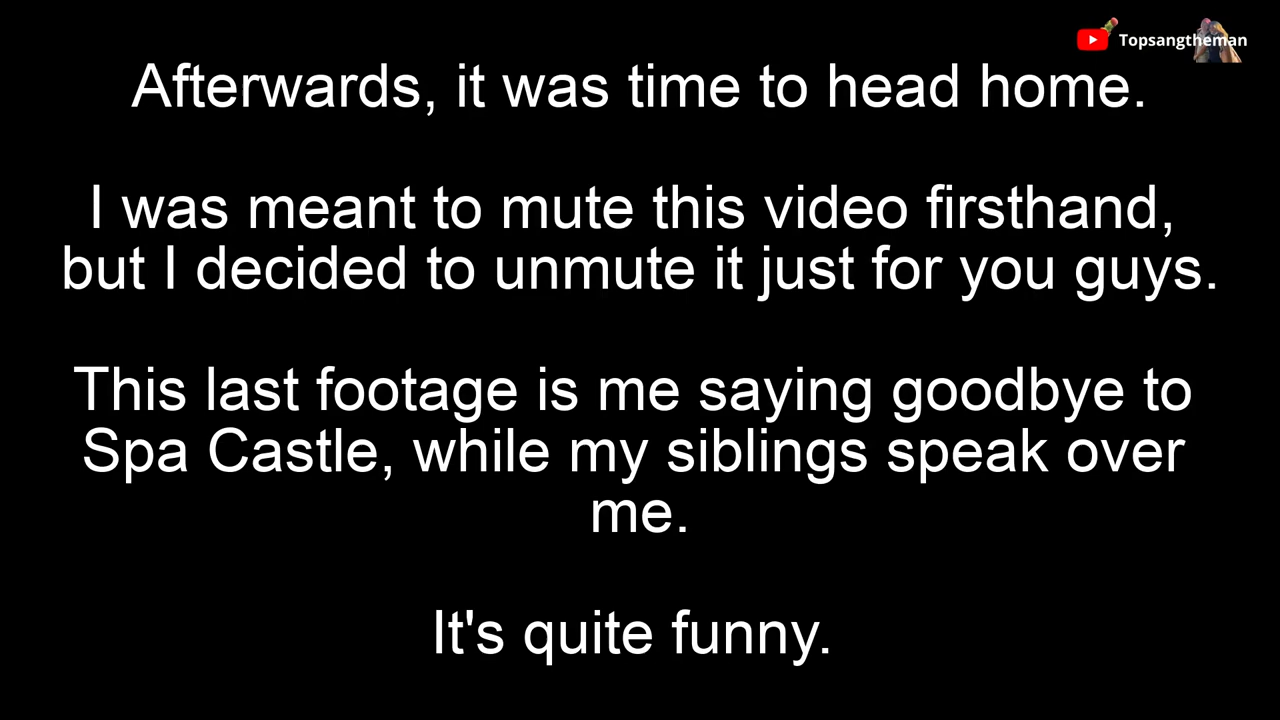 Topsangtheman
Afterwards, it was time to head home.
I was meant to mute this video firsthand,
but I decided to unmute it just for you guys.
This last footage is me saying goodbye to
Spa Castle, while my siblings speak over
me.
It's quite funny.